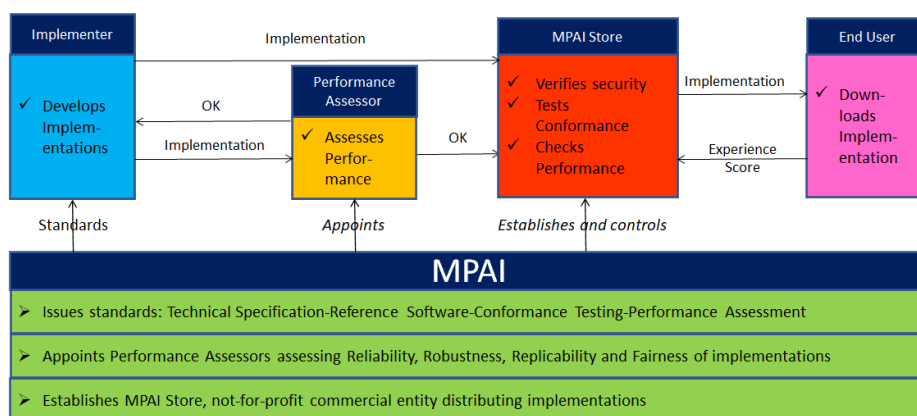 Implementer
✓ Develops
Implem-
entations
Implementation
OK
Implementation
Performance
Assessor
✓ Assesses
Perfor-
mance
OK
MPAI Store
✓ Verifies security
✓ Tests
Conformance
✓ Checks
Performance
Implementation
Experience
Score
End User
✓ Down-
loads
Implem-
entation
Standards
Appoints
Establishes and controls
MPAI
➢ Issues standards: Technical Specification-Reference Software-Conformance Testing-Performance Assessment
➢ Appoints Performance Assessors assessing Reliability, Robustness, Replicability and Fairness of implementations
➢ Establishes MPAI Store, not-for-profit commercial entity distributing implementations